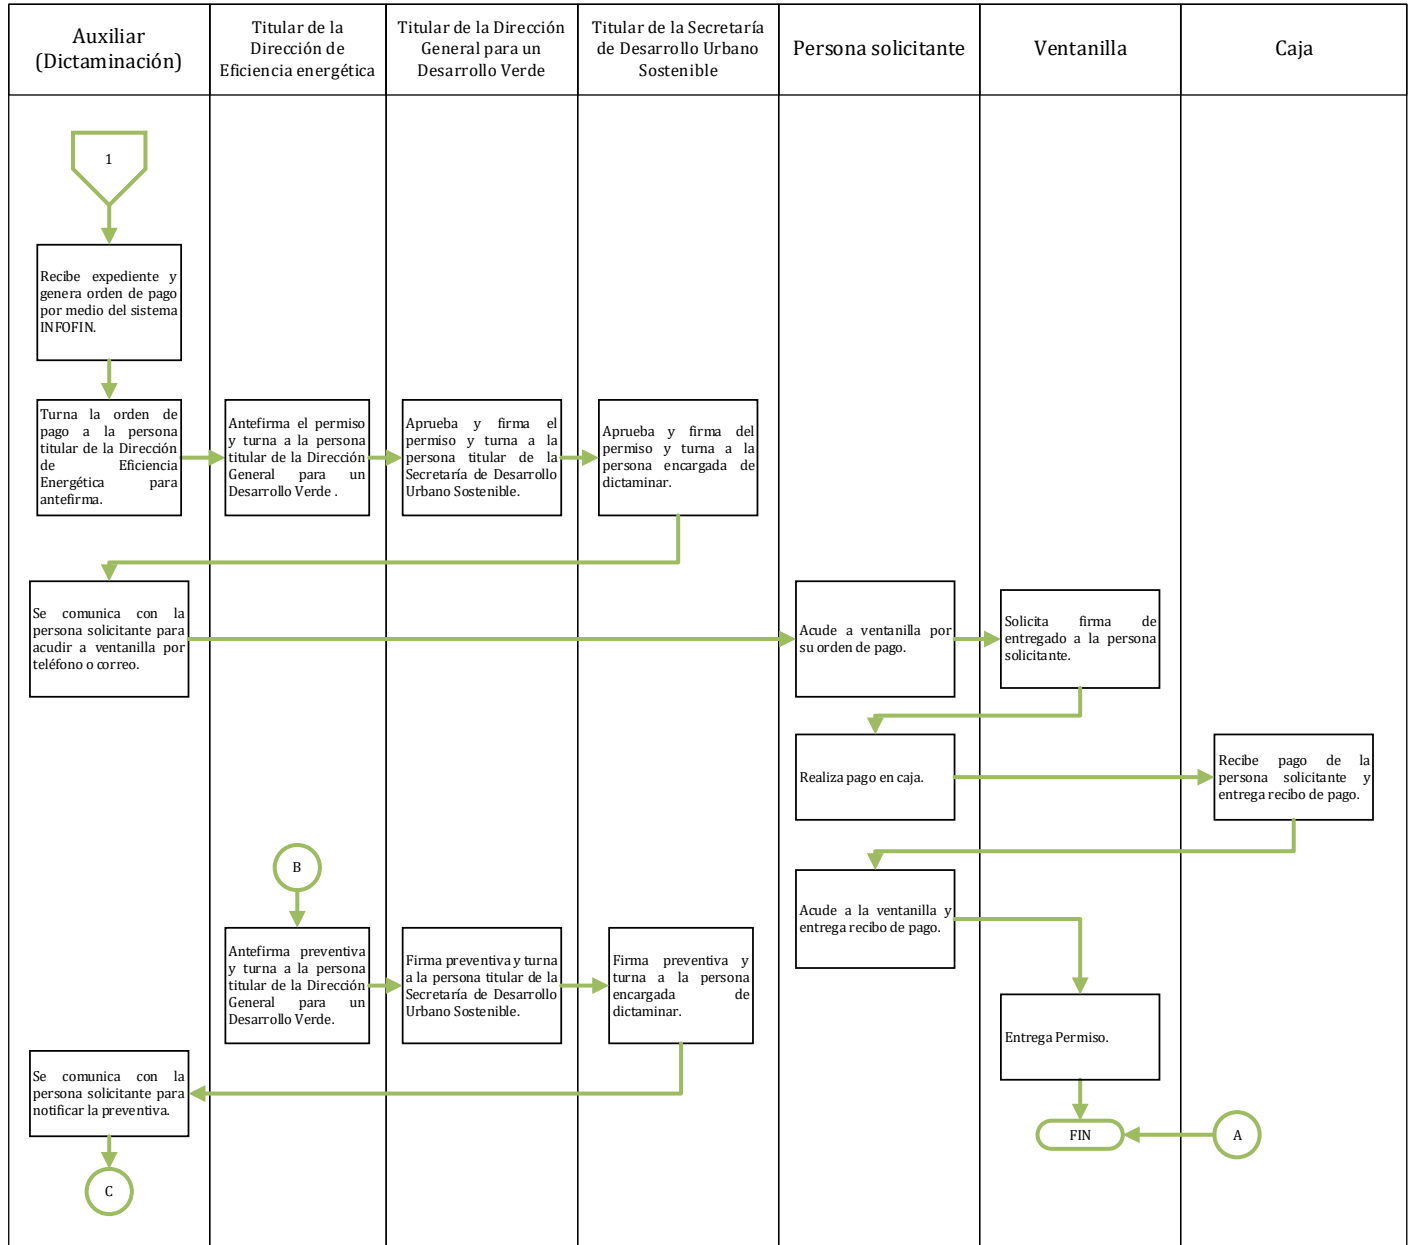 Auxiliar
(Dictaminación)
Titular de la
Dirección de
Eficiencia energética
Titular de la Dirección
General para un
Desarrollo Verde
Titular de la Secretaría
de Desarrollo Urbano
Sostenible
Persona solicitante
Ventanilla
Caja
1
Recibe expediente y
genera orden de pago
por medio del sistema
INFOFIN.
Turna la orden de
pago a la persona
titular de la Dirección
de Eficiencia
Energética para
antefirma.
Antefirma el permiso
y turna a la persona
titular de la Dirección
General para un
Desarrollo Verde .
Aprueba y firma el
permiso y turna a la
persona titular de la
Secretaría de Desarrollo
Urbano Sostenible.
Aprueba y firma del
permiso y turna a la
persona encargada de
dictaminar.
Se comunica con la
persona solicitante para
acudir a ventanilla por
teléfono o correo.
Acude a ventanilla por
su orden de pago.
Solicita firma de
entregado a la persona
solicitante.
Realiza pago en caja.
Recibe pago de la
persona solicitante y
entrega recibo de pago.
B
Acude a la ventanilla y
entrega recibo de pago.
Antefirma preventiva
y turna a la persona
titular de la Dirección
General para un
Desarrollo Verde.
Firma preventiva y turna
a la persona titular de la
Secretaría de Desarrollo
Urbano Sostenible.
Firma preventiva y
turna a la persona
encargada de
dictaminar.
Entrega Permiso.
Se comunica con la
persona solicitante para
notificar la preventiva.
FIN
A
C